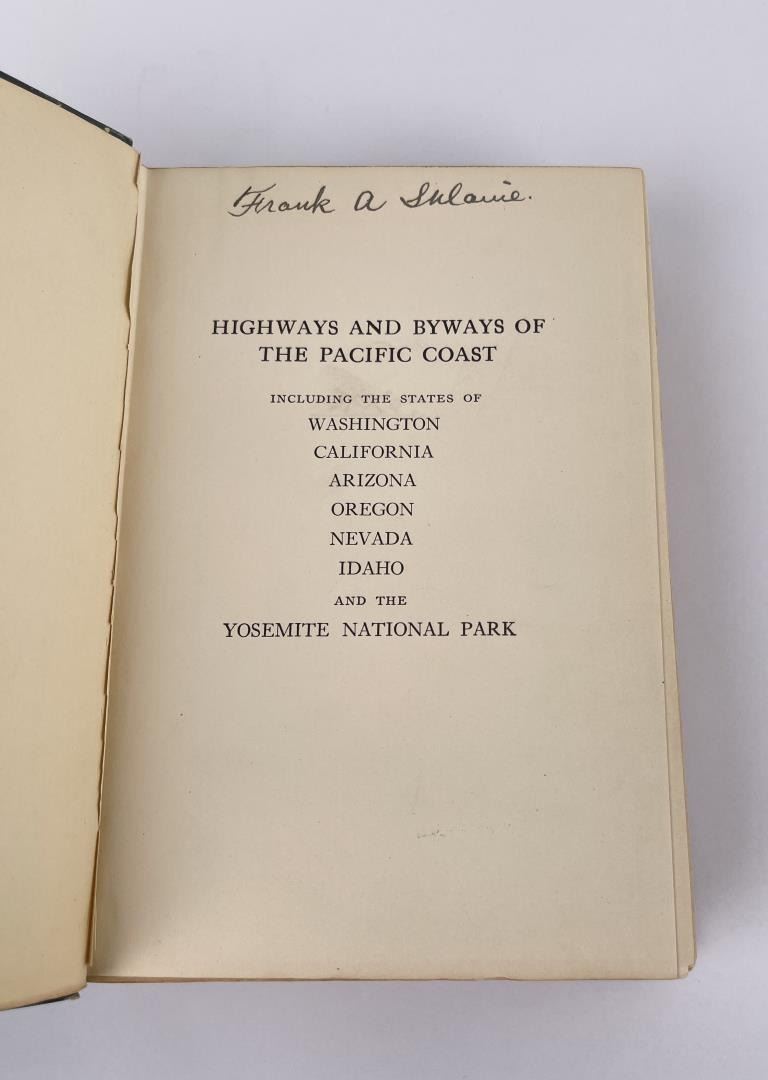 Frank A
HIGHWAYS AND BYWAYS OF
THE PACIFIC COAST
INCLUDING THE STATES OF
WASHINGTON
CALIFORNIA
ARIZONA
OREGON
NEVADA
IDAHO
AND THE
YOSEMITE NATIONAL PARK